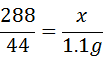 288/44 = x/1.1g